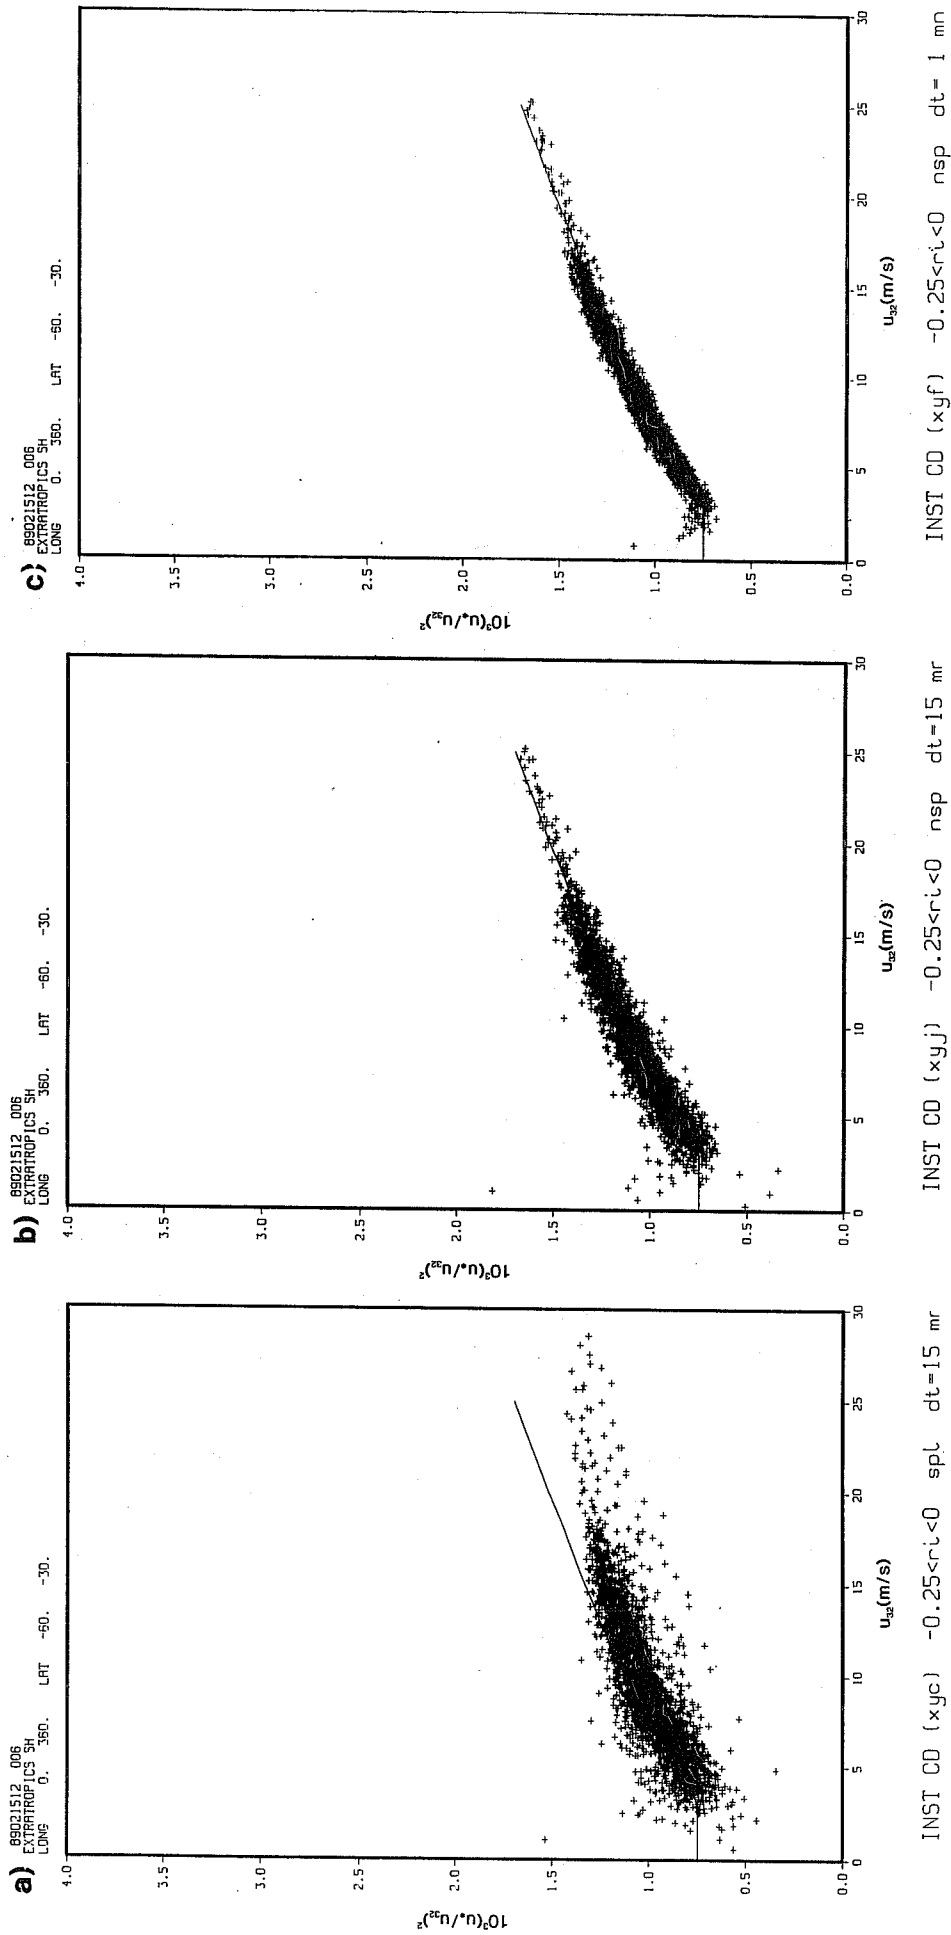 a) 89021512 006
EXTRATROPICS SH
LONG 0. 360. LAT -60. -30.
4.0
3.5
3.0
2.5
2.0
1.5
1.0
0.5
0.0
10³(u*/u₃₂)²
0 5 10 15 20 25 30
u₃₂(m/s)
INST CD (xyc) -0.25<ri<0 spl dt=15 mr
b) 89021512 006
EXTRATROPICS SH
LONG 0. 360. LAT -60. -30.
4.0
3.5
3.0
2.5
2.0
1.5
1.0
0.5
0.0
10³(u*/u₃₂)²
0 5 10 15 20 25 30
u₃₂(m/s)
INST CD (xyj) -0.25<ri<0 nsp dt=15 mr
c) 89021512 006
EXTRATROPICS SH
LONG 0. 360. LAT -60. -30.
4.0
3.5
3.0
2.5
2.0
1.5
1.0
0.5
0.0
10³(u*/u₃₂)²
0 5 10 15 20 25 30
u₃₂(m/s)
INST CD (xyf) -0.25<ri<0 nsp dt= 1 mn